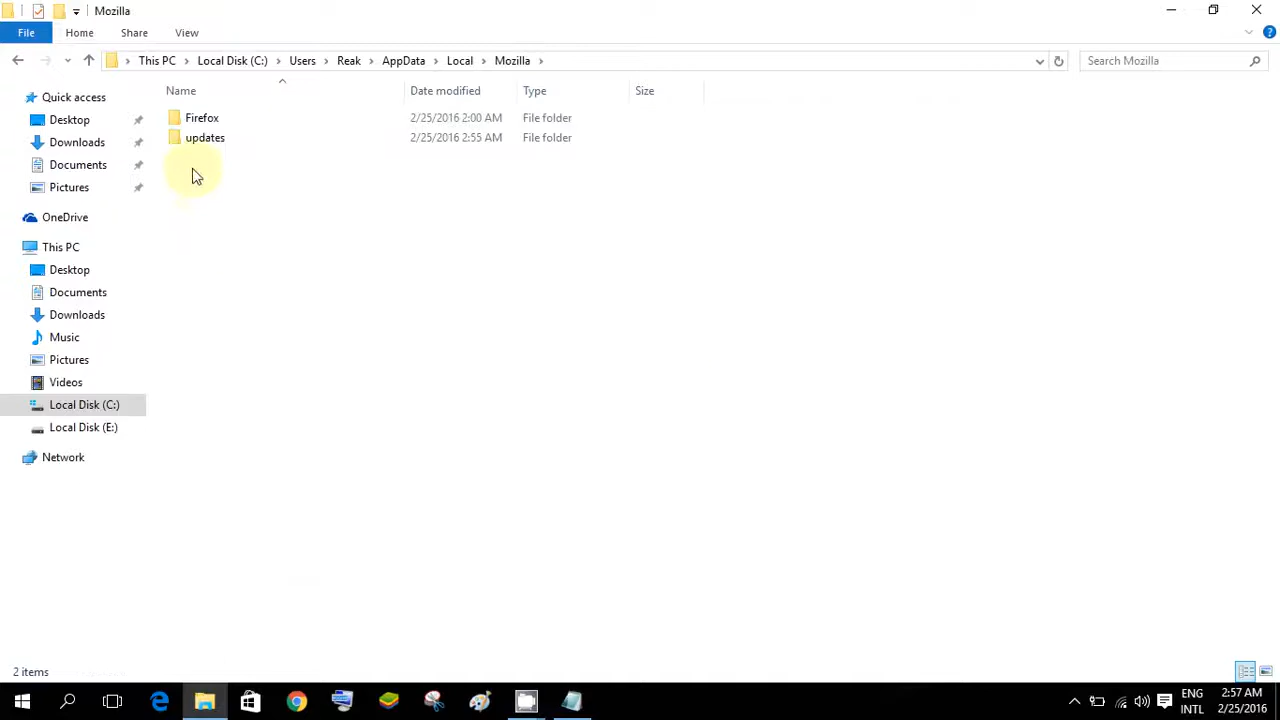 Mozilla
File Home Share View
This PC Local Disk (C:) Users Reak AppData Local Mozilla Search Mozilla
Name Date modified Type Size
Firefox 2/25/2016 2:00 AM File folder
updates 2/25/2016 2:55 AM File folder
Quick access
Desktop
Downloads
Documents
Pictures
OneDrive
This PC
Desktop
Documents
Downloads
Music
Pictures
Videos
Local Disk (C:)
Local Disk (E:)
Network
2 items
ENG 2:57 AM
INTL 2/25/2016